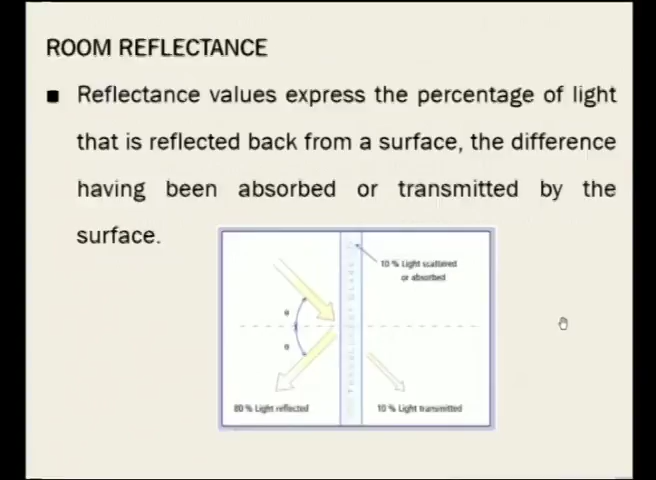 ROOM REFLECTANCE
■ Reflectance values express the percentage of light
that is reflected back from a surface, the difference
having been absorbed or transmitted by the
surface.
10 % Light scattered
or absorbed
θ
θ
80 % Light reflected
10 % Light transmitted